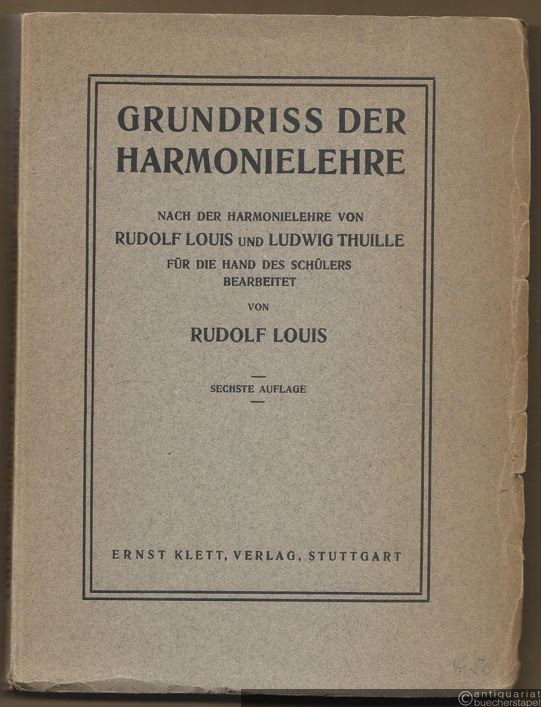 GRUNDRISS DER
HARMONIELEHRE
NACH DER HARMONIELEHRE VON
RUDOLF LOUIS UND LUDWIG THUILLE
FÜR DIE HAND DES SCHÜLERS
BEARBEITET
VON
RUDOLF LOUIS
SECHSTE AUFLAGE
ERNST KLETT, VERLAG, STUTTGART
©antiquariat
buecherstapel